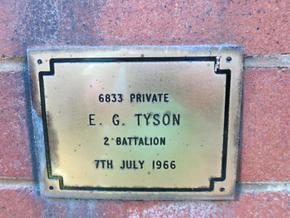 6833 PRIVATE
E. G. TYSON
2 BATTALION
7TH JULY 1966